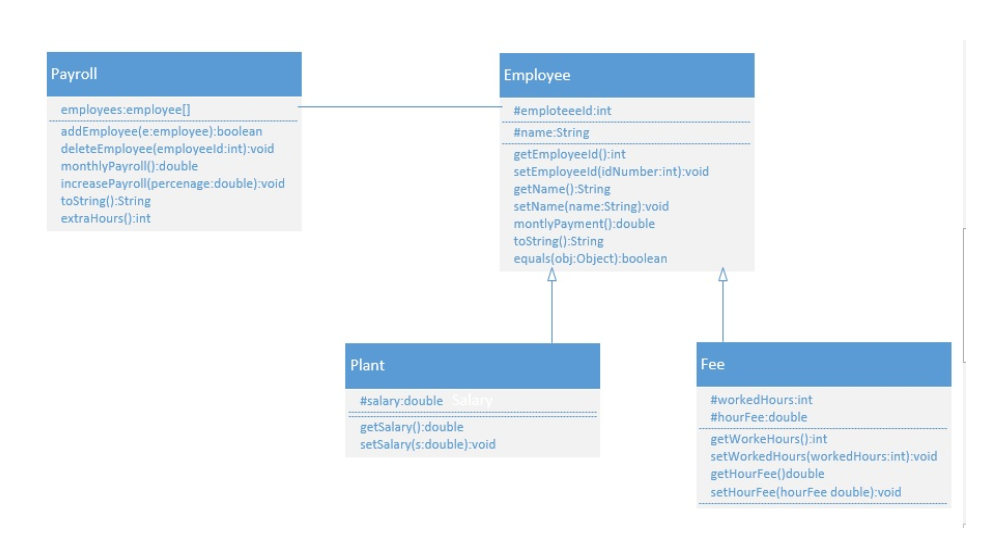 Payroll
employees:employee[]
addEmployee(e:employee):boolean
deleteEmployee(employeeId:int):void
monthlyPayroll():double
increasePayroll(percenage:double):void
toString():String
extraHours():int
Employee
#emploteeeId:int
#name:String
getEmployeeId():int
setEmployeeId(idNumber:int):void
getName():String
setName(name:String):void
montlyPayment():double
toString():String
equals(obj:Object):boolean
Plant
#salary:double Salary
getSalary():double
setSalary(s:double):void
Fee
#workedHours:int
#hourFee:double
getWorkeHours():int
setWorkedHours(workedHours:int):void
getHourFee()double
setHourFee(hourFee double):void